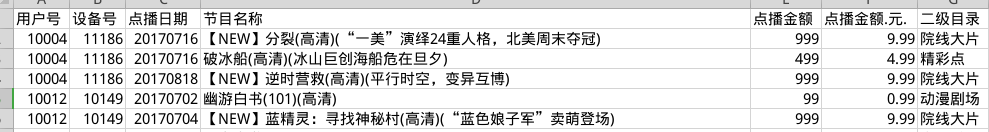 用户号 设备号 点播日期 节目名称 点播金额 点播金额.元. 二级目录
10004 11186 20170716 【NEW】分裂(高清)(“一美”演绎24重人格，北美周末夺冠) 999 9.99 院线大片
10004 11186 20170716 破冰船(高清)(冰山巨创海船危在旦夕) 499 4.99 精彩点
10004 11186 20170818 【NEW】逆时营救(高清)(平行时空，变异互博) 999 9.99 院线大片
10012 10149 20170702 幽游白书(101)(高清) 99 0.99 动漫剧场
10012 10149 20170704 【NEW】蓝精灵：寻找神秘村(高清)(“蓝色娘子军”卖萌登场) 999 9.99 院线大片